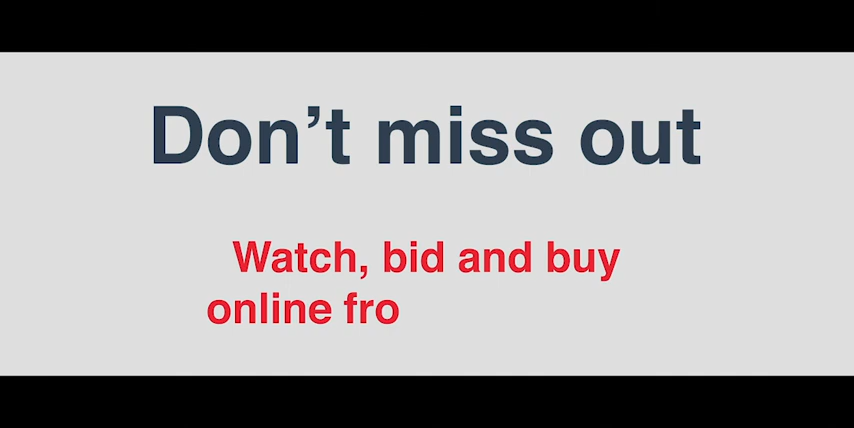 Don’t miss out
Watch, bid and buy
online fro